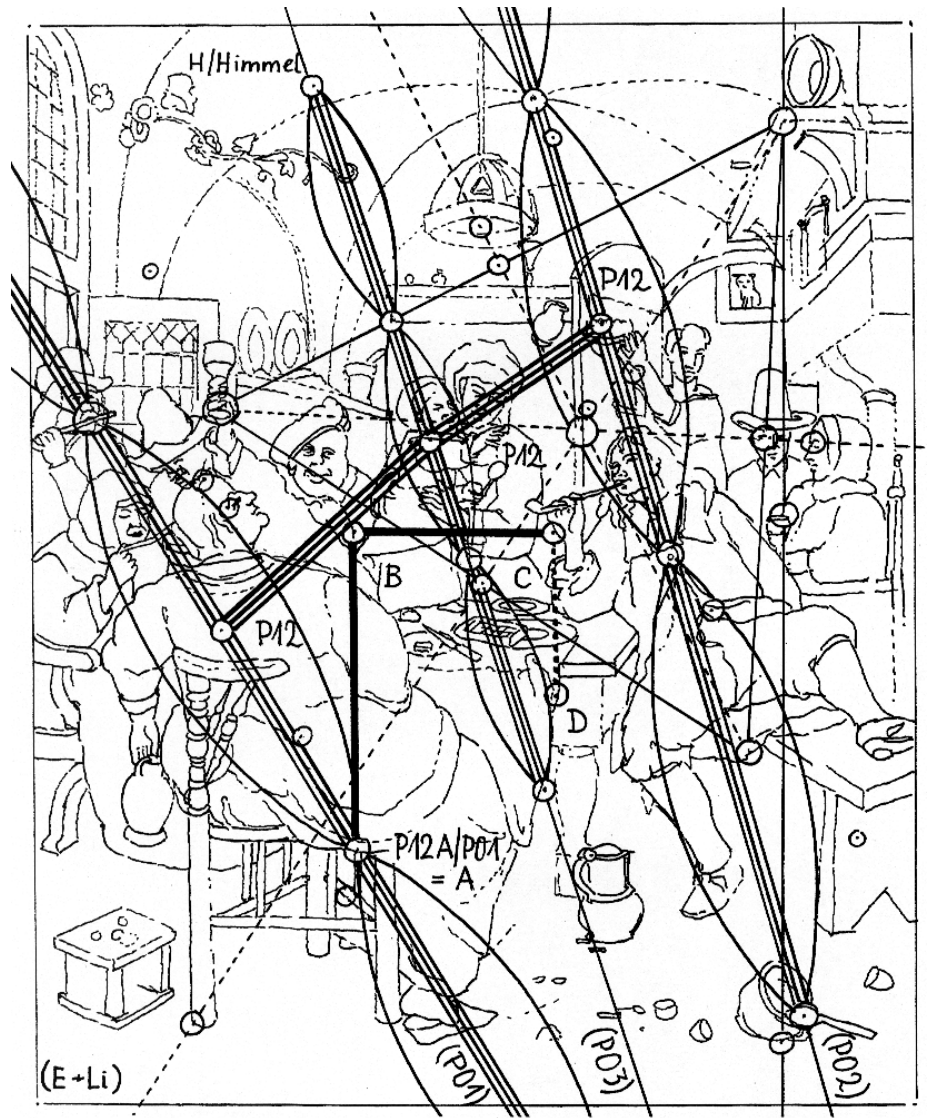 H/Himmel
P12
P12
B
C
P12
D
P12A/P01
= A
(P01)
(P03)
(P02)
(E+Li)